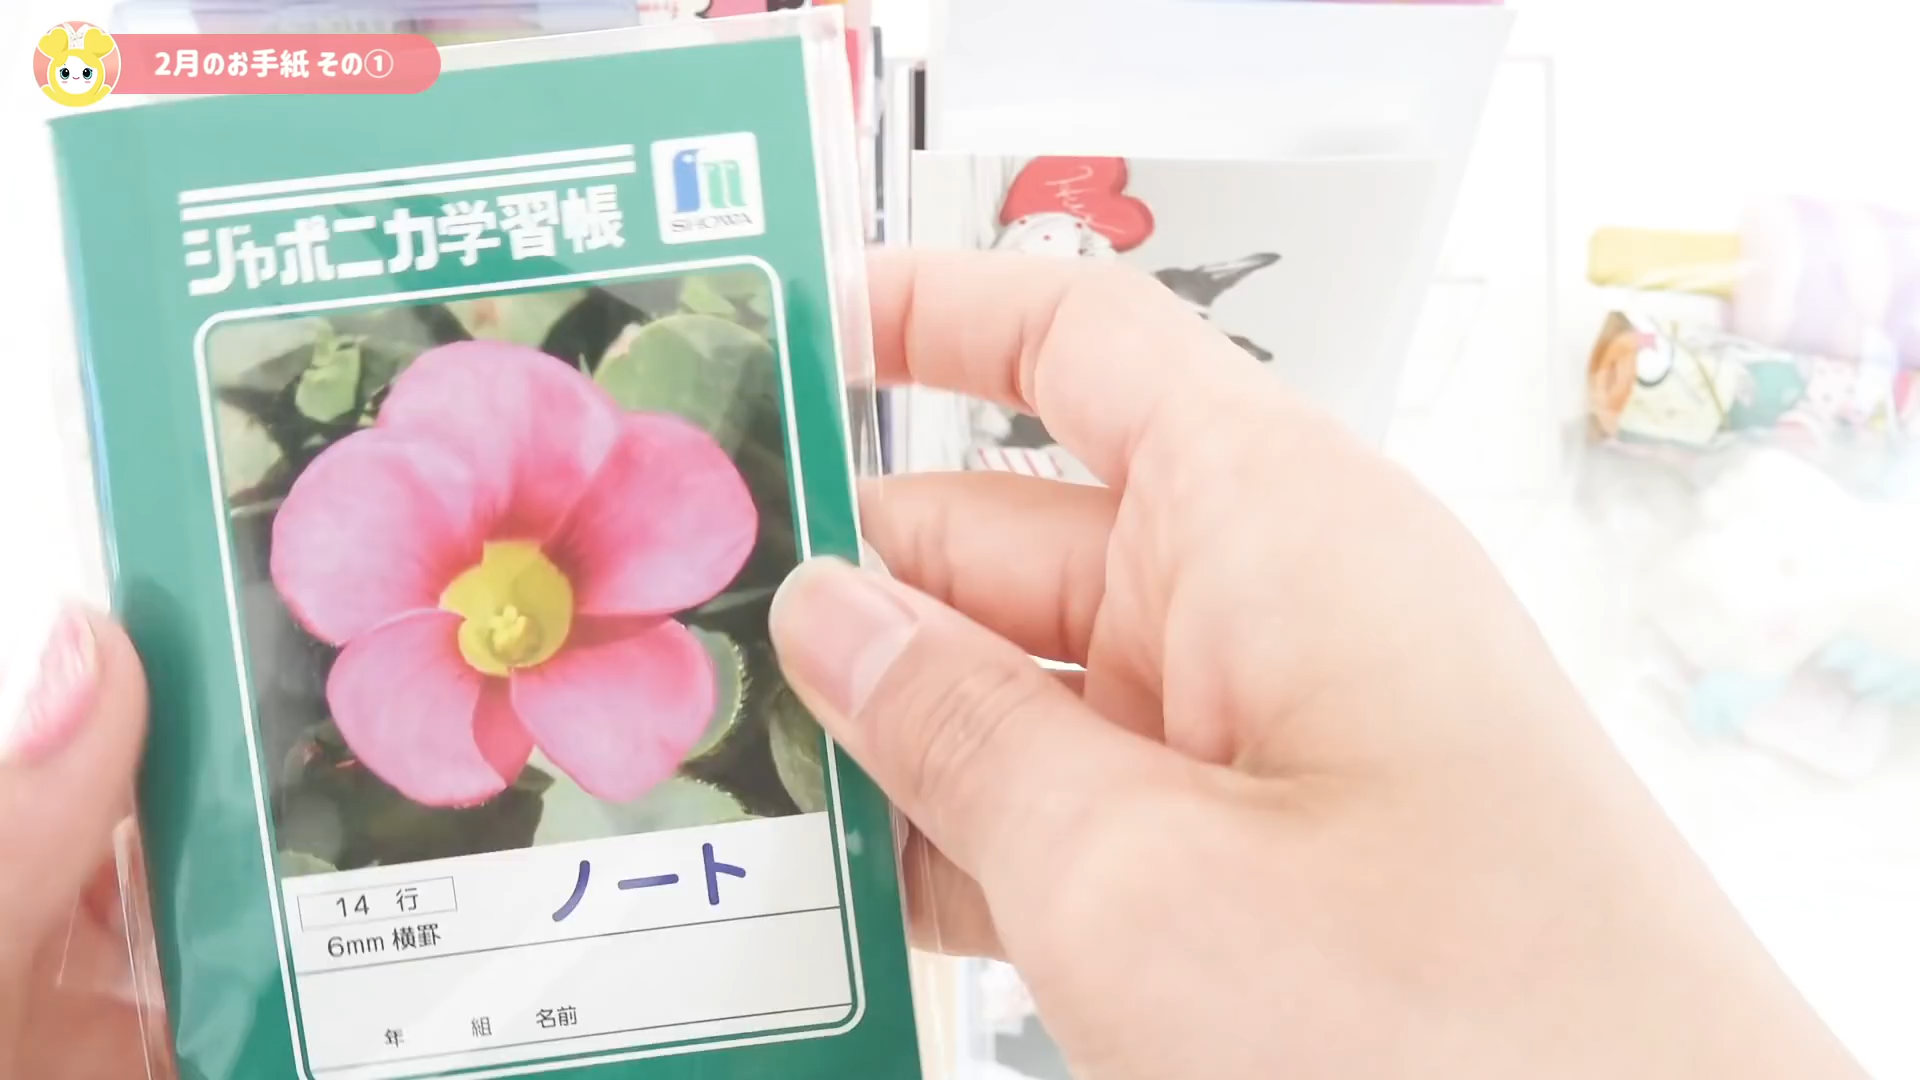 2月のお手紙 その①
ジャポニカ学習帳
SHOWA
ノート
14 行
6mm 横罫
年 組 名前